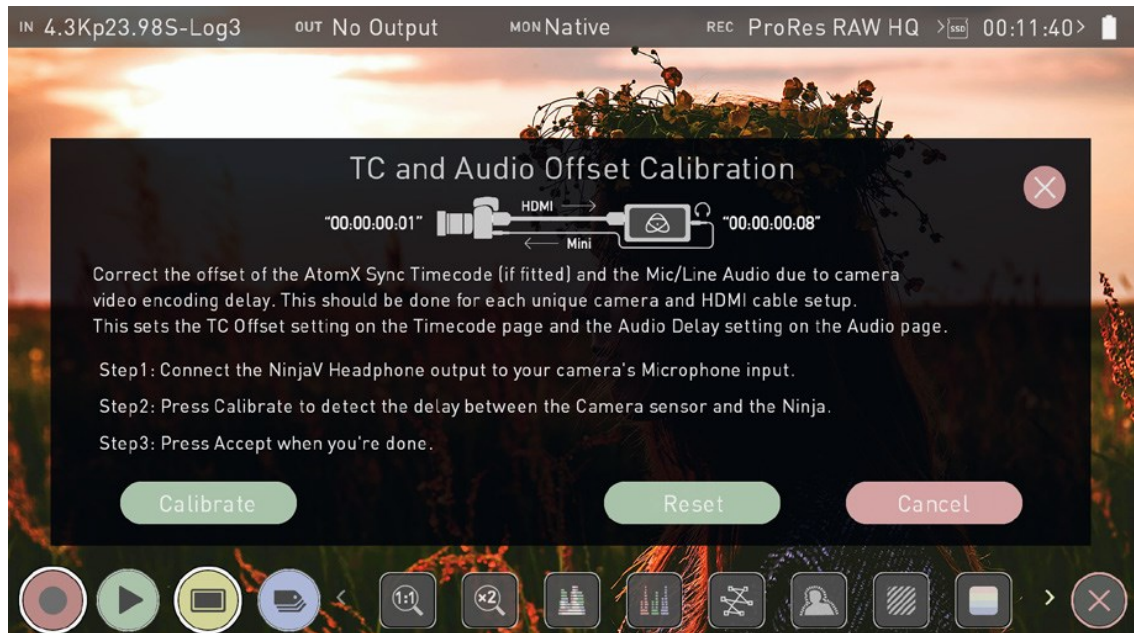 IN 4.3Kp23.98S-Log3 OUT No Output MON Native REC ProRes RAW HQ >SSD 00:11:40>
TC and Audio Offset Calibration
HDMI
"00:00:00:01" "00:00:00:08"
Mini
Correct the offset of the AtomX Sync Timecode (if fitted) and the Mic/Line Audio due to camera
video encoding delay. This should be done for each unique camera and HDMI cable setup.
This sets the TC Offset setting on the Timecode page and the Audio Delay setting on the Audio page.
Step1: Connect the NinjaV Headphone output to your camera's Microphone input.
Step2: Press Calibrate to detect the delay between the Camera sensor and the Ninja.
Step3: Press Accept when you're done.
Calibrate Reset Cancel
1:1 x2